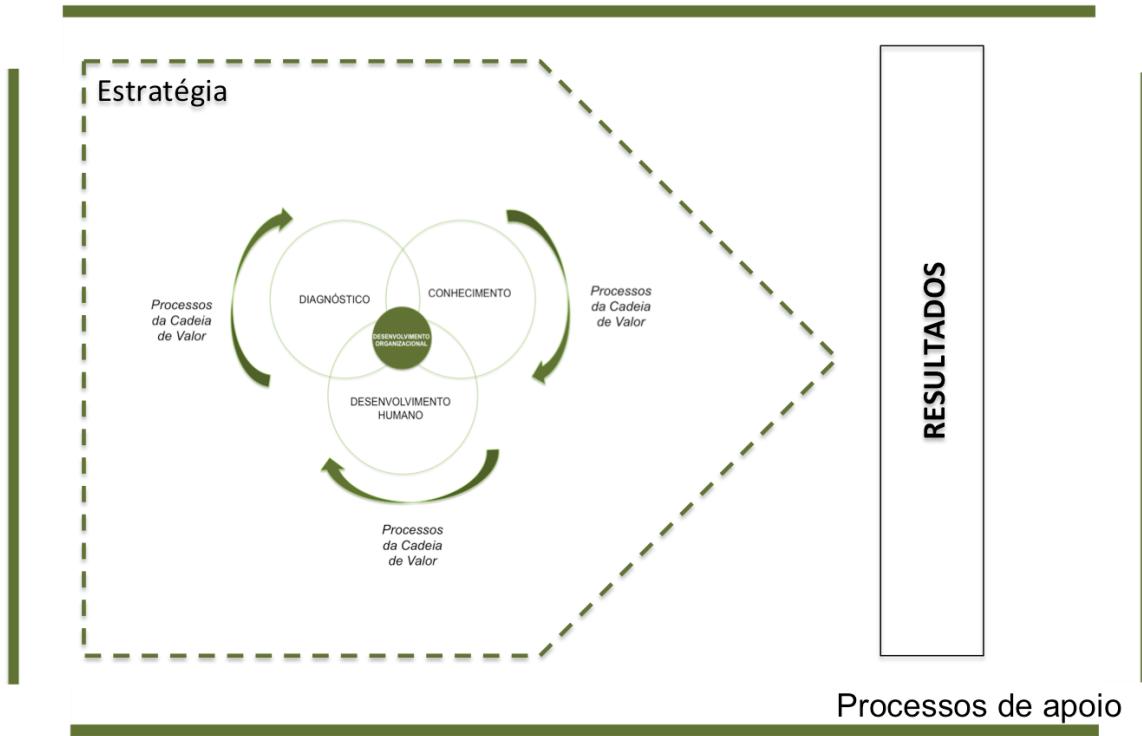 Estratégia
DIAGNÓSTICO
CONHECIMENTO
Processos
da Cadeia
de Valor
Processos
da Cadeia
de Valor
DESENVOLVIMENTO
ORGANIZACIONAL
DESENVOLVIMENTO
HUMANO
Processos
da Cadeia
de Valor
RESULTADOS
Processos de apoio